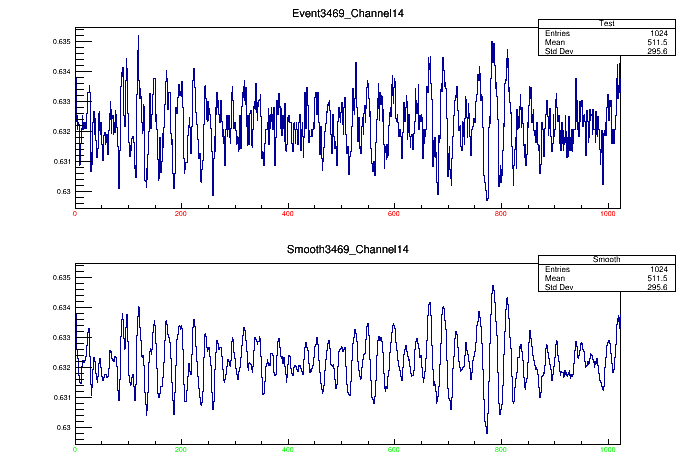 Event3469_Channel14
Test
Entries 1024
Mean 511.5
Std Dev 295.6
0.635
0.634
0.633
0.632
0.631
0.63
0 200 400 600 800 1000
Smooth3469_Channel14
Smooth
Entries 1024
Mean 511.5
Std Dev 295.6
0.635
0.634
0.633
0.632
0.631
0.63
0 200 400 600 800 1000